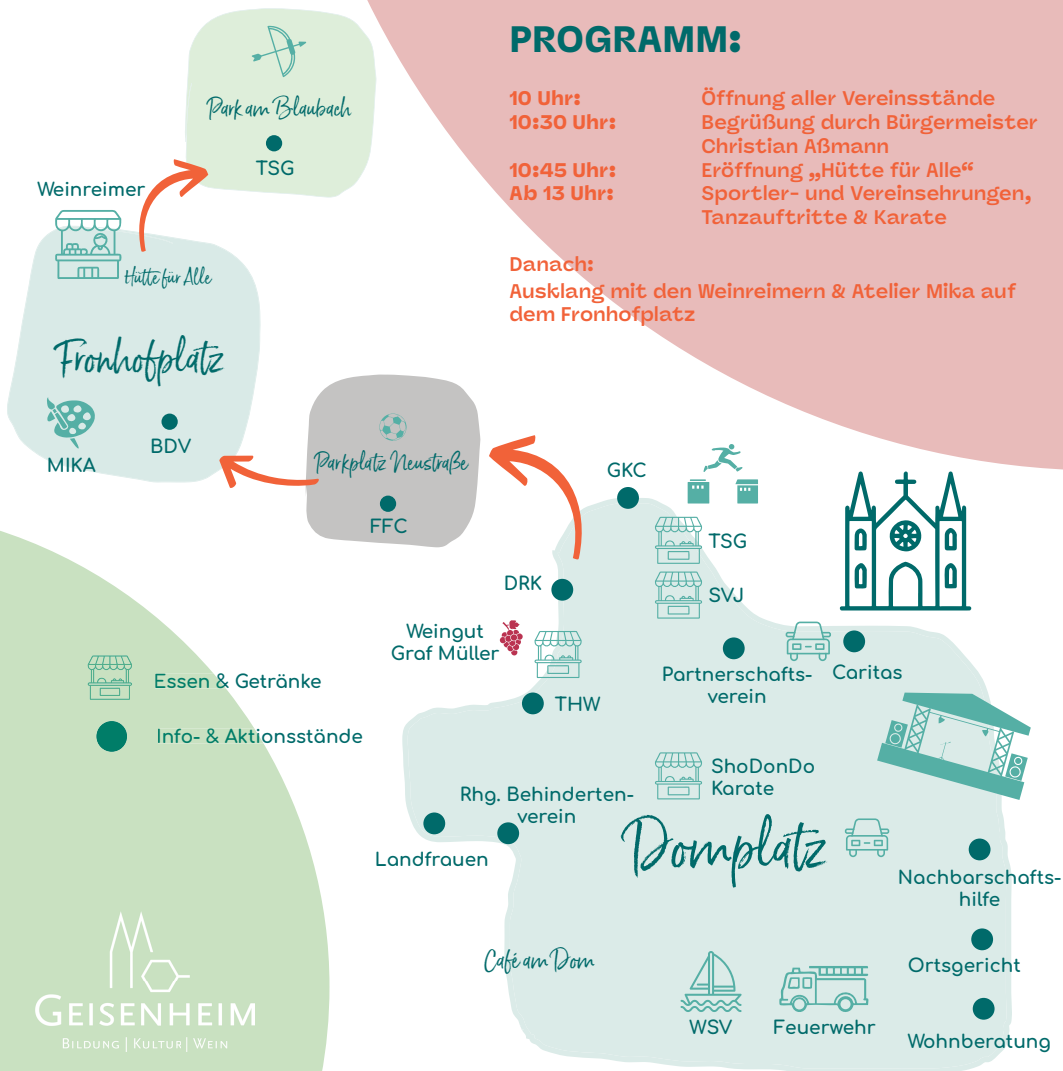 PROGRAMM:
10 Uhr: Öffnung aller Vereinsstände
10:30 Uhr: Begrüßung durch Bürgermeister
Christian Aßmann
10:45 Uhr: Eröffnung „Hütte für Alle“
Ab 13 Uhr: Sportler- und Vereinsehrungen,
Tanzauftritte & Karate
Danach:
Ausklang mit den Weinreimern & Atelier Mika auf
dem Fronhofplatz
Park am Blaubach
TSG
Weinreimer
Hütte für Alle
Fronhofplatz
MIKA
BDV
Parkplatz Neustraße
FFC
GKC
TSG
SVJ
DRK
Weingut
Graf Müller
THW
Partnerschafts-
verein
Caritas
ShoDonDo
Karate
Rhg. Behinderten-
verein
Landfrauen
Domplatz
Nachbarschafts-
hilfe
Ortsgericht
Wohnberatung
Café am Dom
WSV
Feuerwehr
Essen & Getränke
Info- & Aktionsstände
GEISENHEIM
BILDUNG | KULTUR | WEIN